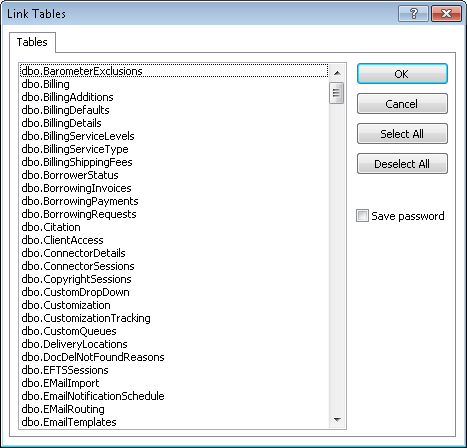 Link Tables
Tables
dbo.BarometerExclusions
dbo.Billing
dbo.BillingAdditions
dbo.BillingDefaults
dbo.BillingDetails
dbo.BillingServiceLevels
dbo.BillingServiceType
dbo.BillingShippingFees
dbo.BorrowerStatus
dbo.BorrowingInvoices
dbo.BorrowingPayments
dbo.BorrowingRequests
dbo.Citation
dbo.ClientAccess
dbo.ConnectorDetails
dbo.ConnectorSessions
dbo.CopyrightSessions
dbo.CustomDropDown
dbo.Customization
dbo.CustomizationTracking
dbo.CustomQueues
dbo.DeliveryLocations
dbo.DocDelNotFoundReasons
dbo.EFTSSessions
dbo.EMailImport
dbo.EmailNotificationSchedule
dbo.EMailRouting
dbo.EmailTemplates
OK
Cancel
Select All
Deselect All
Save password